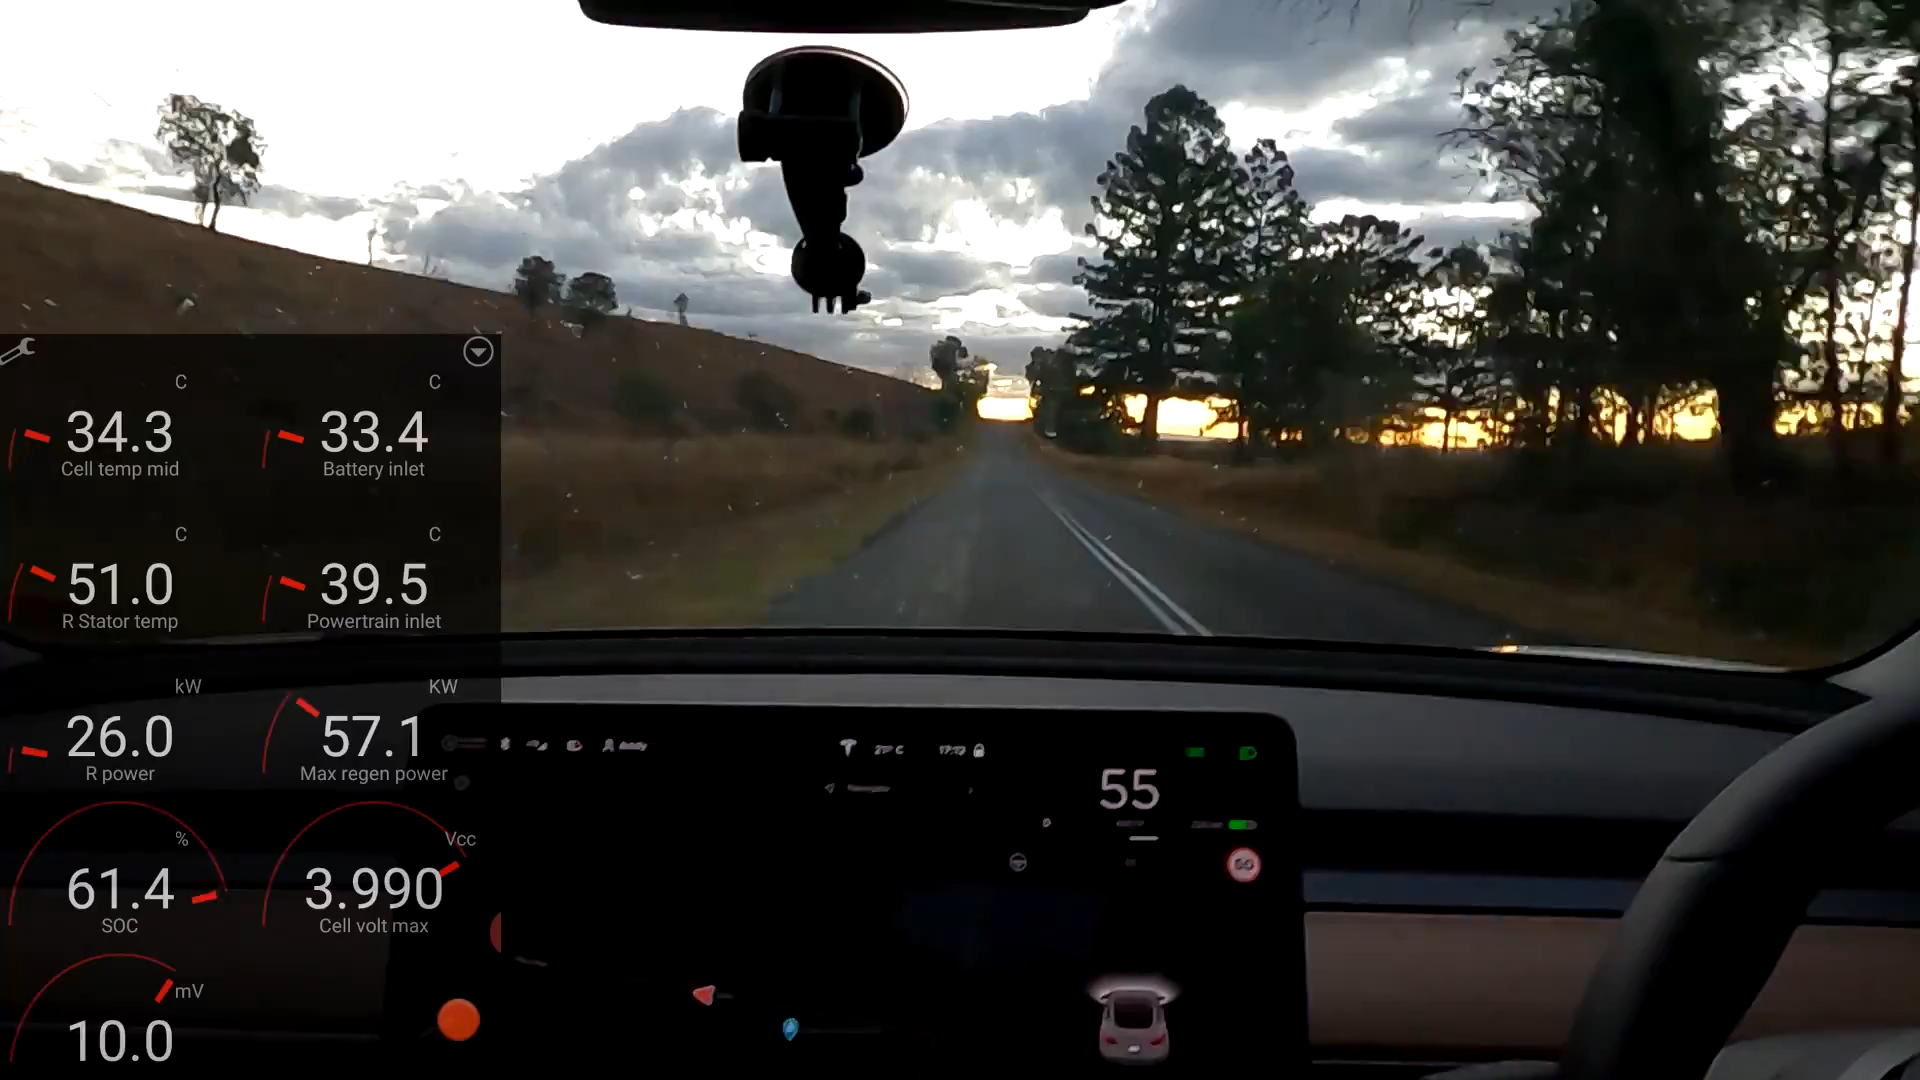 C
C
34.3
33.4
Cell temp mid
Battery inlet
C
C
51.0
39.5
R Stator temp
Powertrain inlet
kW
KW
26.0
57.1
R power
Max regen power
%
Vcc
61.4
3.990
SOC
Cell volt max
mV
10.0
55